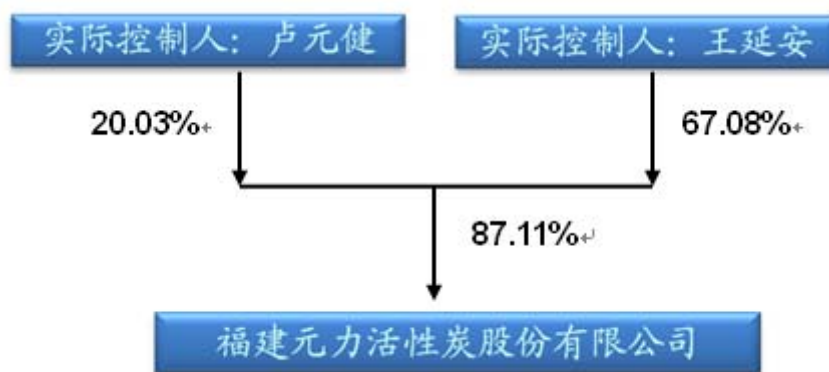 实际控制人：卢元健
实际控制人：王延安
20.03%
67.08%
87.11%
福建元力活性炭股份有限公司